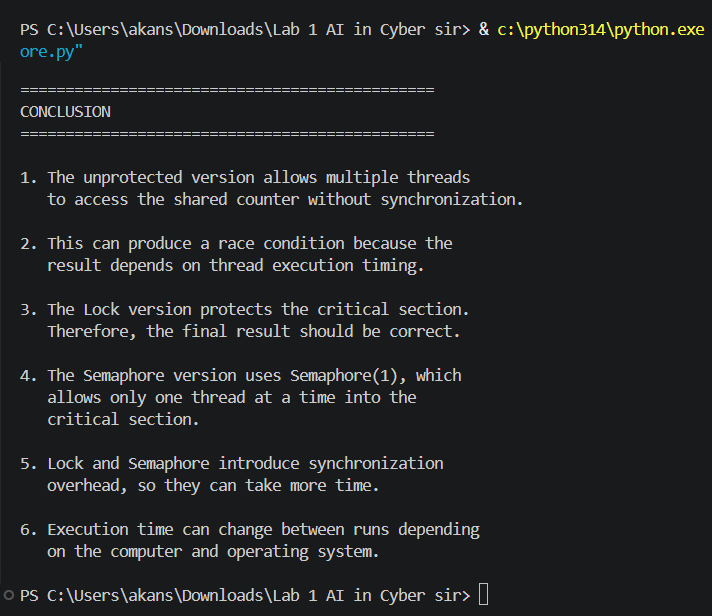 PS C:\Users\akans\Downloads\Lab 1 AI in Cyber sir> & c:\python314\python.exe
ore.py"
==============================================
CONCLUSION
==============================================
1. The unprotected version allows multiple threads
to access the shared counter without synchronization.
2. This can produce a race condition because the
result depends on thread execution timing.
3. The Lock version protects the critical section.
Therefore, the final result should be correct.
4. The Semaphore version uses Semaphore(1), which
allows only one thread at a time into the
critical section.
5. Lock and Semaphore introduce synchronization
overhead, so they can take more time.
6. Execution time can change between runs depending
on the computer and operating system.
PS C:\Users\akans\Downloads\Lab 1 AI in Cyber sir>